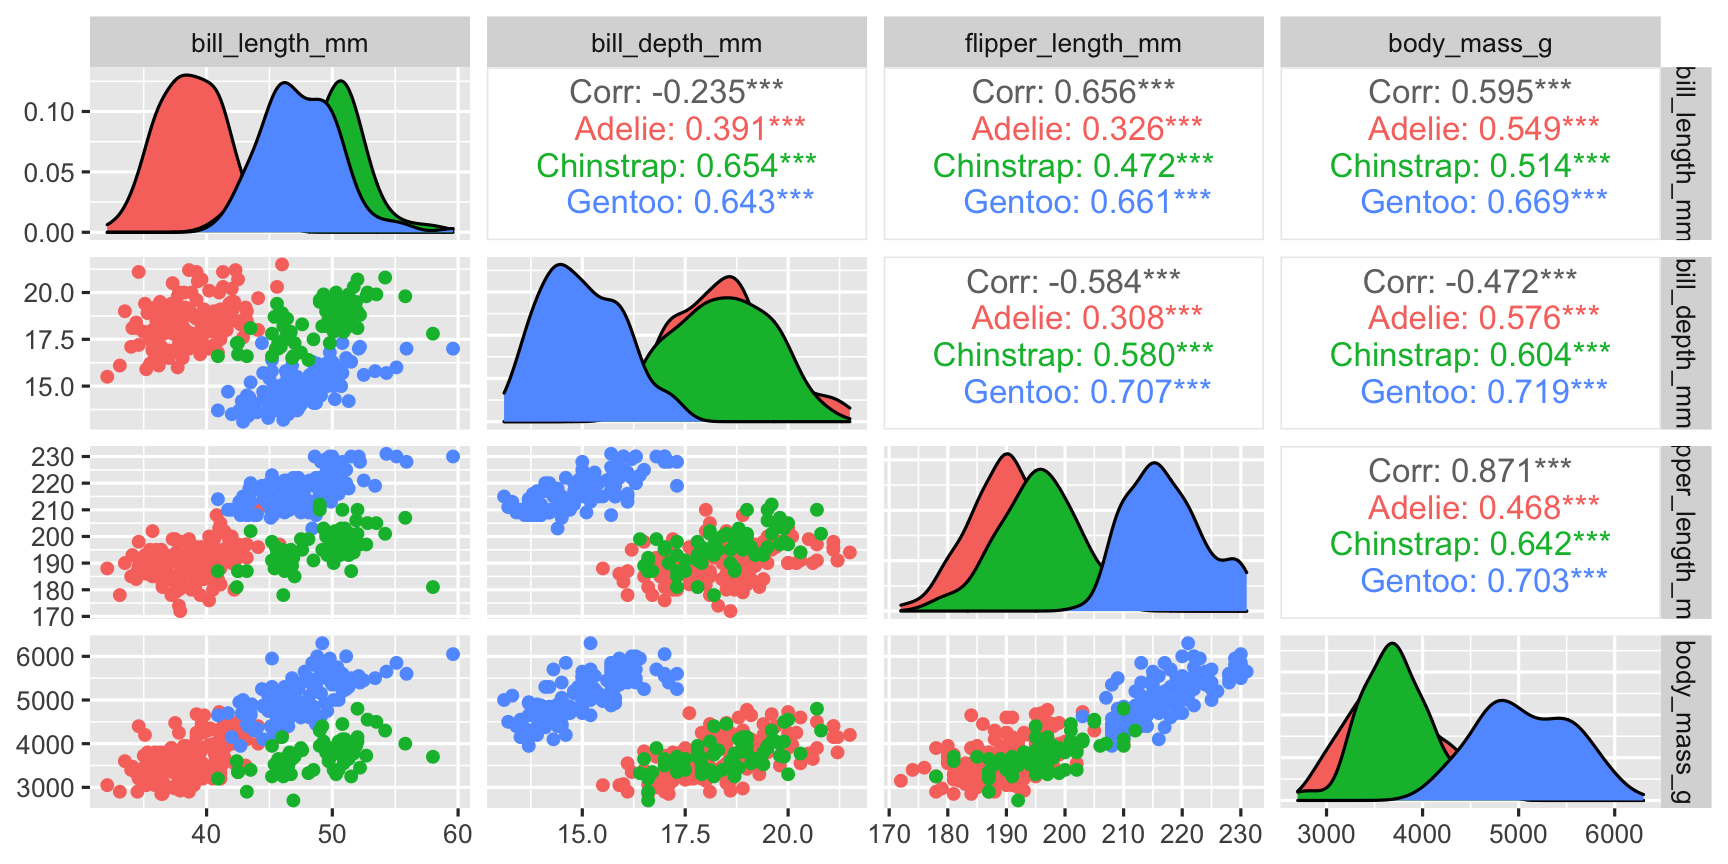 bill_length_mm
bill_depth_mm
flipper_length_mm
body_mass_g
0.10
0.05
0.00
Corr: -0.235***
Adelie: 0.391***
Chinstrap: 0.654***
Gentoo: 0.643***
Corr: 0.656***
Adelie: 0.326***
Chinstrap: 0.472***
Gentoo: 0.661***
Corr: 0.595***
Adelie: 0.549***
Chinstrap: 0.514***
Gentoo: 0.669***
bill_length_mm
20.0
17.5
15.0
Corr: -0.584***
Adelie: 0.308***
Chinstrap: 0.580***
Gentoo: 0.707***
Corr: -0.472***
Adelie: 0.576***
Chinstrap: 0.604***
Gentoo: 0.719***
bill_depth_mm
230
220
210
200
190
180
170
Corr: 0.871***
Adelie: 0.468***
Chinstrap: 0.642***
Gentoo: 0.703***
pper_length_m
6000
5000
4000
3000
body_mass_g
40 50 60
15.0 17.5 20.0
170 180 190 200 210 220 230
3000 4000 5000 6000